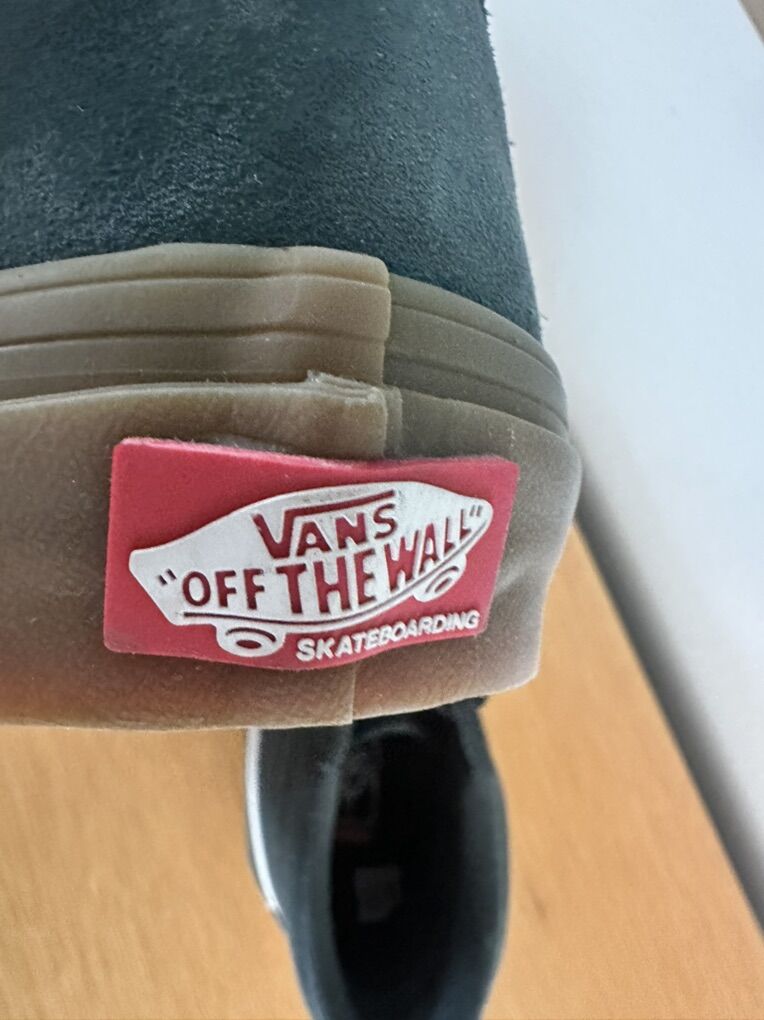 VANS
"OFF THE WALL"
SKATEBOARDING